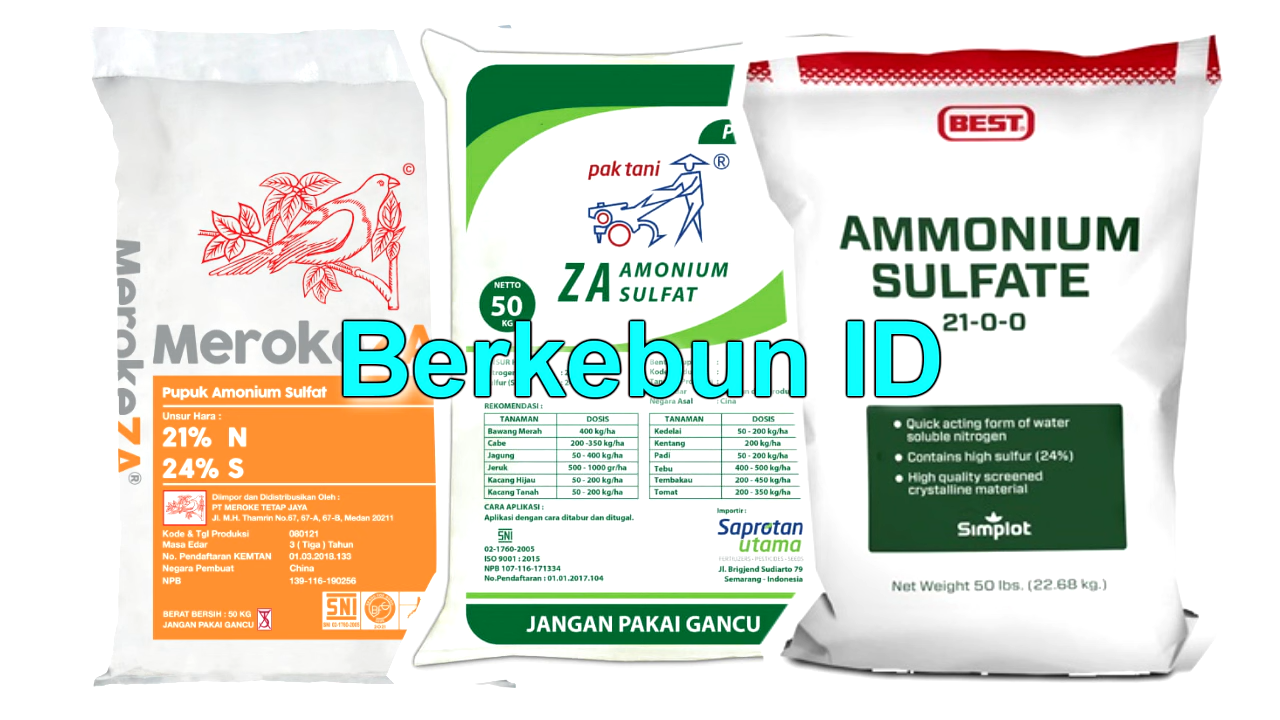 MerokeZA®
©
Meroke
Pupuk Amonium Sulfat
Unsur Hara :
21% N
24% S
Diimpor dan Didistribusikan Oleh :
PT MEROKE TETAP JAYA
Jl. M.H. Thamrin No.67, 67-A, 67-B, Medan 20211
Kode & Tgl Produksi 080121
Masa Edar 3 ( Tiga ) Tahun
No. Pendaftaran KEMTAN 01.03.2018.133
Negara Pembuat China
NPB 139-116-190256
BERAT BERSIH : 50 KG
JANGAN PAKAI GANCU
SNI
pak tani ®
ZA AMONIUM
SULFAT
NETTO
50
KG
Berkebun ID
Negara Asal : Cina
REKOMENDASI :
TANAMAN DOSIS TANAMAN DOSIS
Bawang Merah 400 kg/ha Kedelai 50 - 200 kg/ha
Cabe 200 -350 kg/ha Kentang 200 kg/ha
Jagung 50 - 400 kg/ha Padi 50 - 200 kg/ha
Jeruk 500 - 1000 gr/ha Tebu 400 - 500 kg/ha
Kacang Hijau 50 - 200 kg/ha Tembakau 200 - 450 kg/ha
Kacang Tanah 50 - 200 kg/ha Tomat 200 - 350 kg/ha
CARA APLIKASI :
Aplikasi dengan cara ditabur dan ditugal.
SNI
02-1760-2005
ISO 9001 : 2015
NPB 107-116-171334
No.Pendaftaran : 01.01.2017.104
Importir :
Saprotan
utama
FERTILIZERS - PESTICIDES - SEEDS
Jl. Brigjend Sudiarto 79
Semarang - Indonesia
JANGAN PAKAI GANCU
BEST®
AMMONIUM
SULFATE
21-0-0
Quick acting form of water
soluble nitrogen
Contains high sulfur (24%)
High quality screened
crystalline material
Simplot
Net Weight 50 lbs. (22.68 kg.)